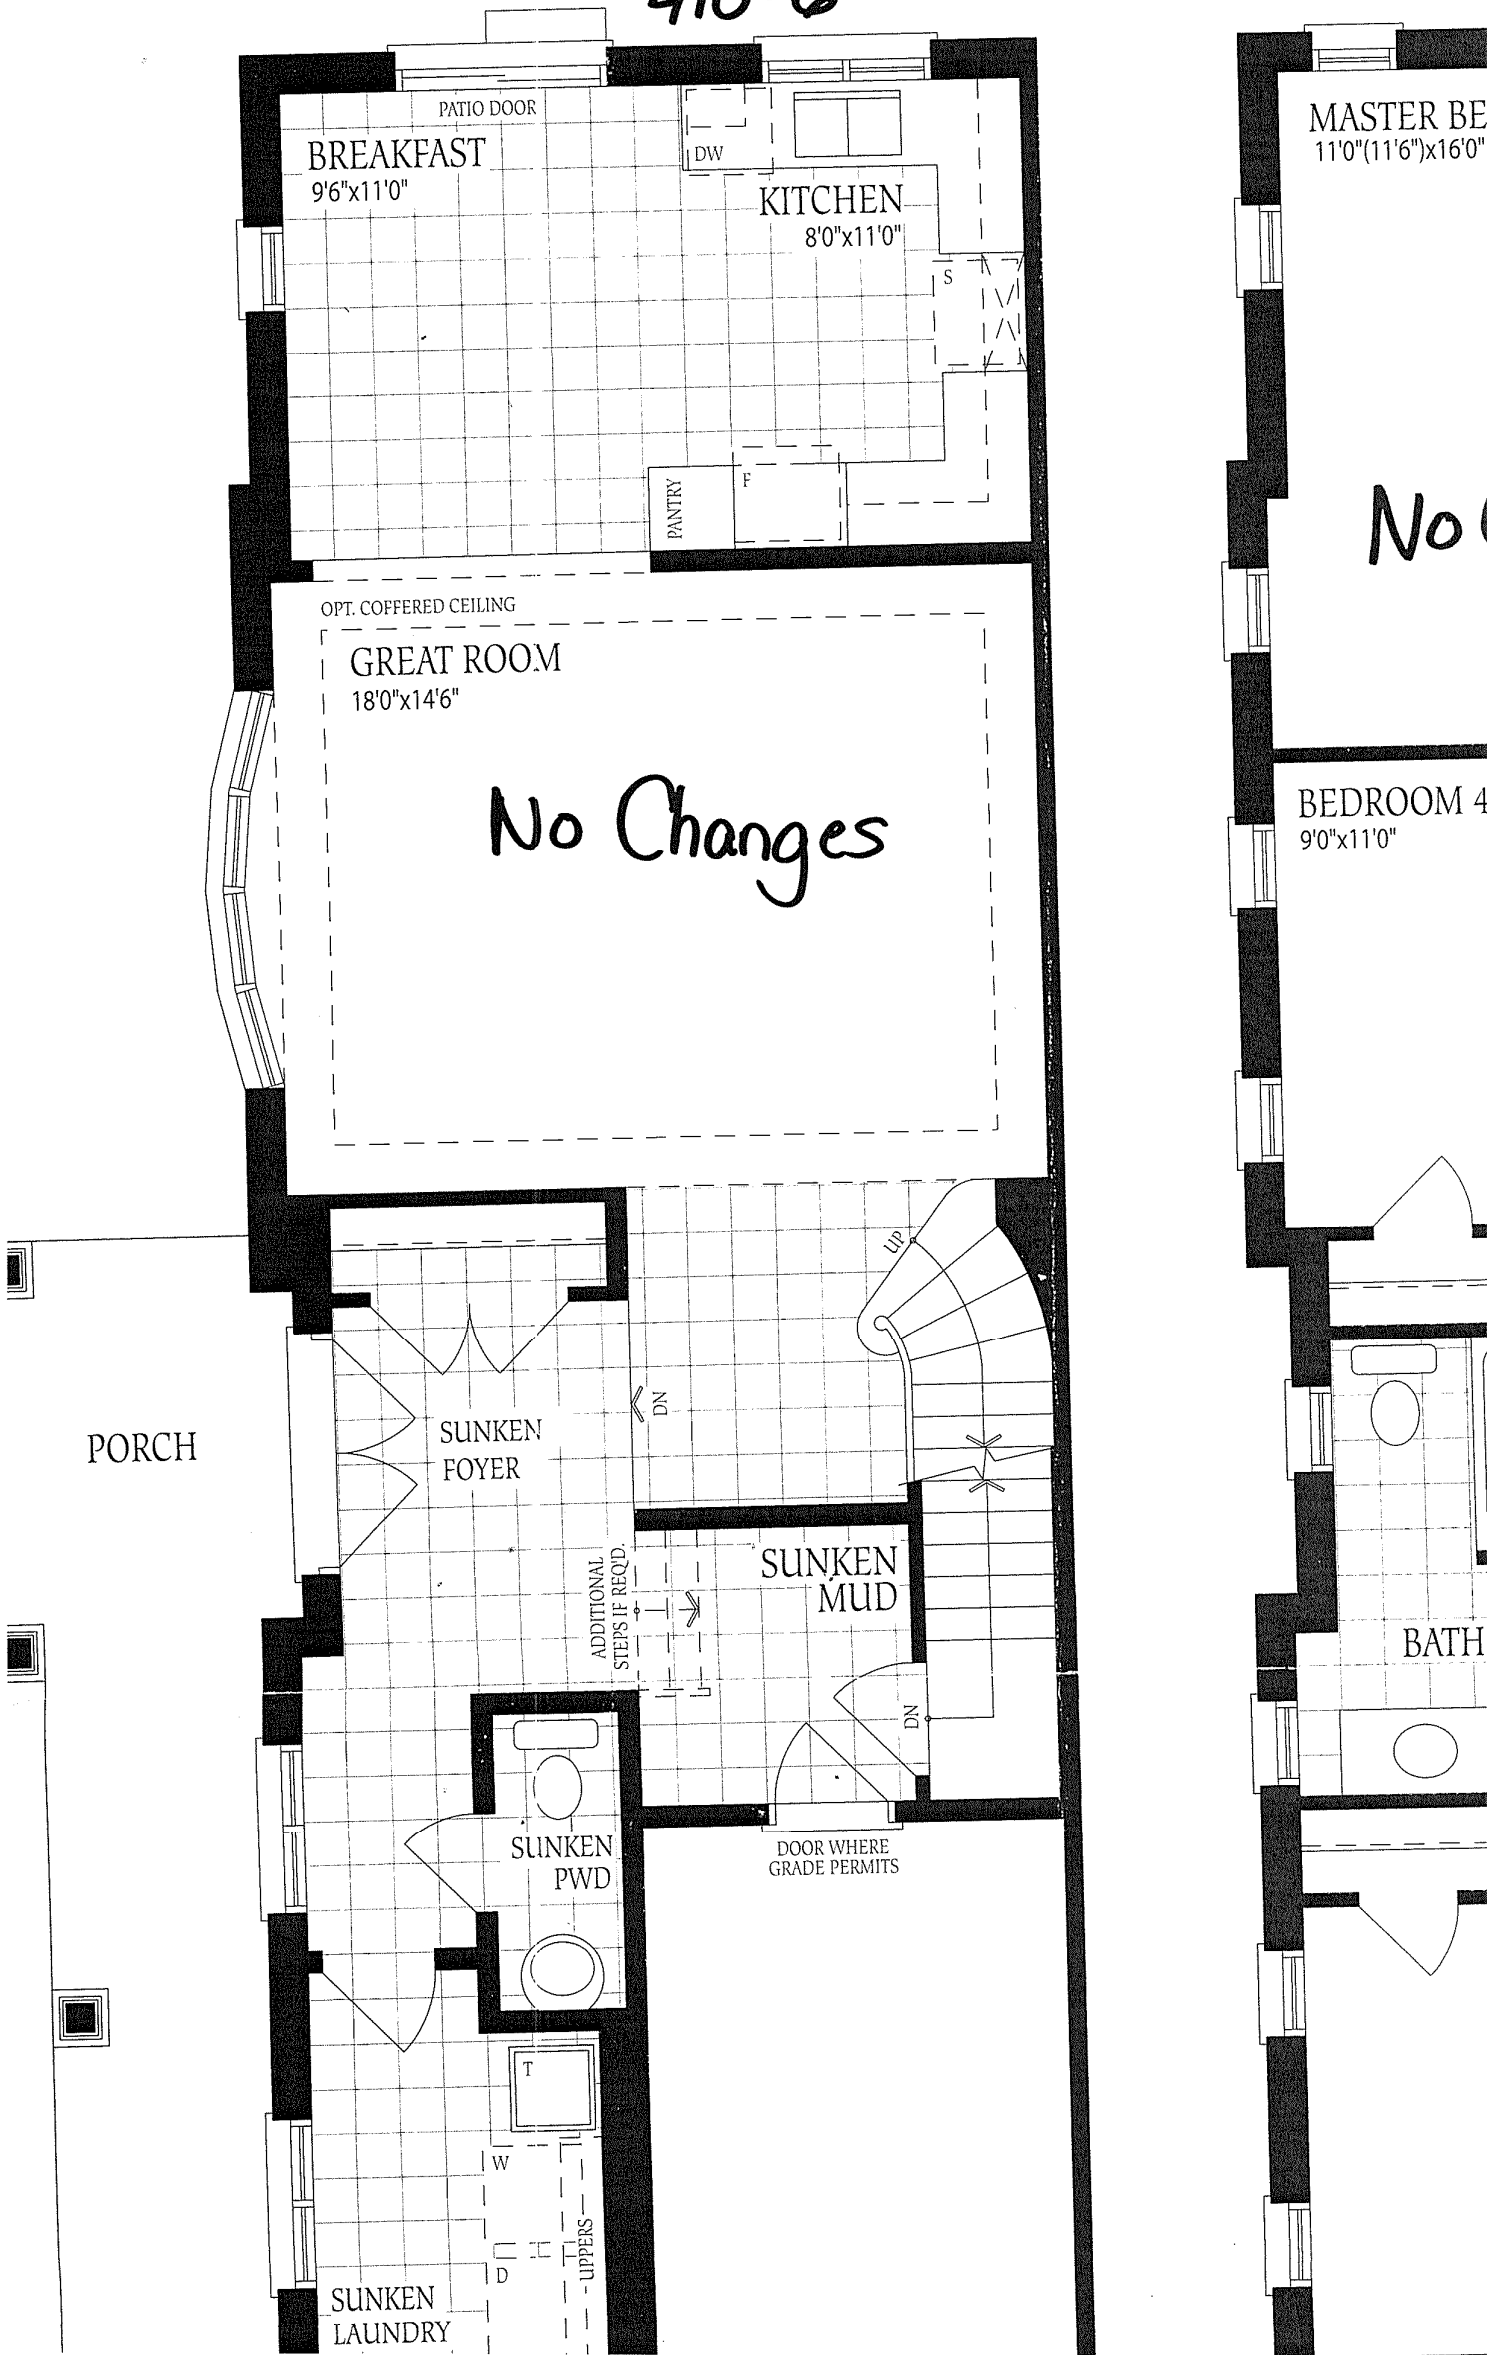 PATIO DOOR
BREAKFAST
9'6"x11'0"
DW
KITCHEN
8'0"x11'0"
S
PANTRY
F
OPT. COFFERED CEILING
GREAT ROOM
18'0"x14'6"
No Changes
UP
DN
PORCH
SUNKEN
FOYER
ADDITIONAL
STEPS IF REQ'D.
SUNKEN
MUD
DN
SUNKEN
PWD
DOOR WHERE
GRADE PERMITS
T
W
D
UPPERS
SUNKEN
LAUNDRY
MASTER BE
11'0"(11'6")x16'0"
No
BEDROOM 4
9'0"x11'0"
BATH